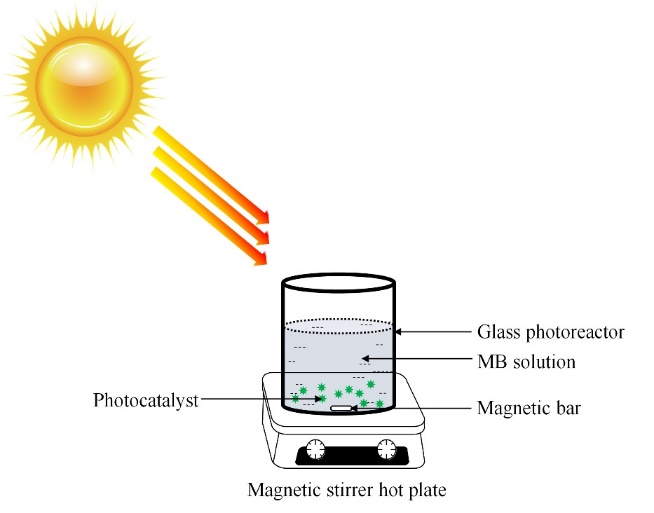 Glass photoreactor
MB solution
Photocatalyst
Magnetic bar
Magnetic stirrer hot plate